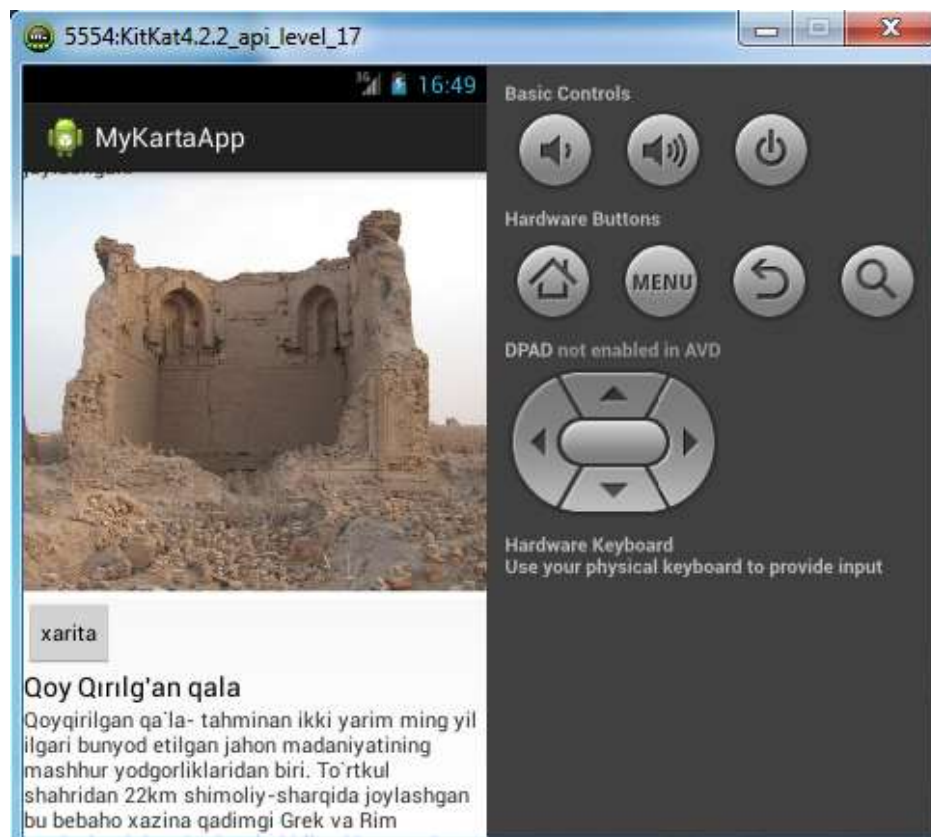 5554:KitKat4.2.2_api_level_17
3G 16:49
MyKartaApp
xarita
Qoy Qırılg'an qala
Qoyqirilgan qa`la- tahminan ikki yarim ming yil
ilgari bunyod etilgan jahon madaniyatining
mashhur yodgorliklaridan biri. To`rtkul
shahridan 22km shimoliy-sharqida joylashgan
bu bebaho xazina qadimgi Grek va Rim
Basic Controls
Hardware Buttons
MENU
DPAD not enabled in AVD
Hardware Keyboard
Use your physical keyboard to provide input